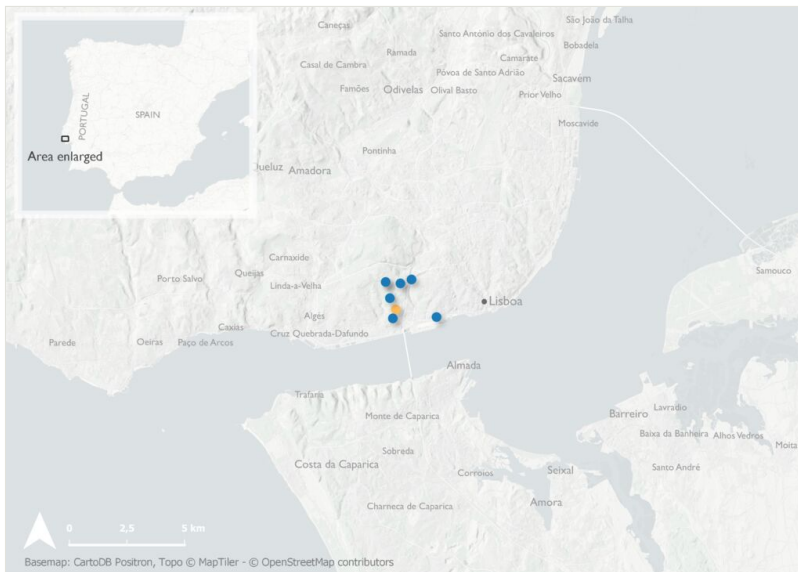 São João da Talha
Caneças
Santo Antonio dos Cavaleiros
Bobadela
Ramada
Camarate
Casal de Cambra
Póvoa de Santo Adrião
Sacavem
Famões
Odivelas
Olival Basto
Prior Velho
PORTUGAL
SPAIN
Moscavide
Area enlarged
Pontinha
Queluz
Amadora
Carnaxide
Samouco
Queijas
Porto Salvo
Linda-a-Velha
Lisboa
Algés
Caxias
Cruz Quebrada-Dafundo
Parede
Oeiras
Paço de Arcos
Almada
Trafaria
Lavradio
Monte de Caparica
Barreiro
Baixa da Banheira
Alhos Vedros
Moita
Sobreda
Costa da Caparica
Corroios
Seixal
Santo André
Amora
Charneca de Caparica
0
2,5
5 km
Basemap: CartoDB Positron, Topo © MapTiler - © OpenStreetMap contributors